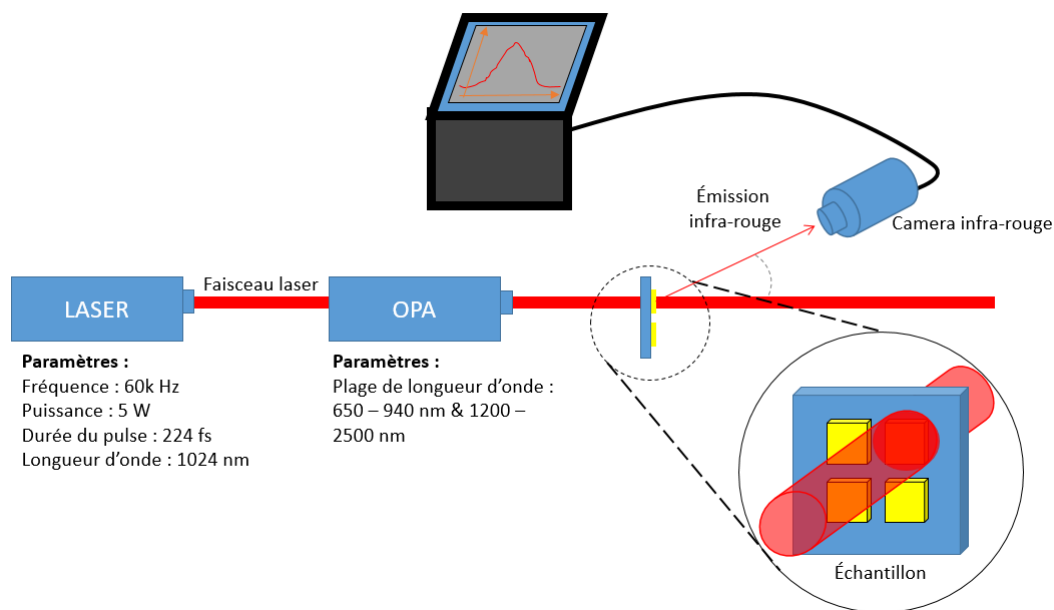 Émission
infra-rouge
Camera infra-rouge
Faisceau laser
LASER
OPA
Paramètres :
Fréquence : 60k Hz
Puissance : 5 W
Durée du pulse : 224 fs
Longueur d'onde : 1024 nm
Paramètres :
Plage de longueur d'onde :
650 – 940 nm & 1200 –
2500 nm
Échantillon